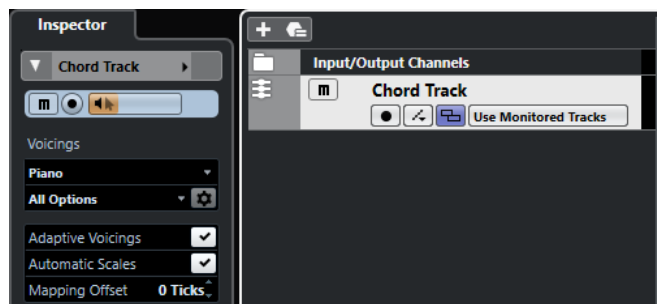 Inspector
Chord Track
m
Voicings
Piano
All Options
Adaptive Voicings
Automatic Scales
Mapping Offset 0 Ticks
Input/Output Channels
m Chord Track
Use Monitored Tracks